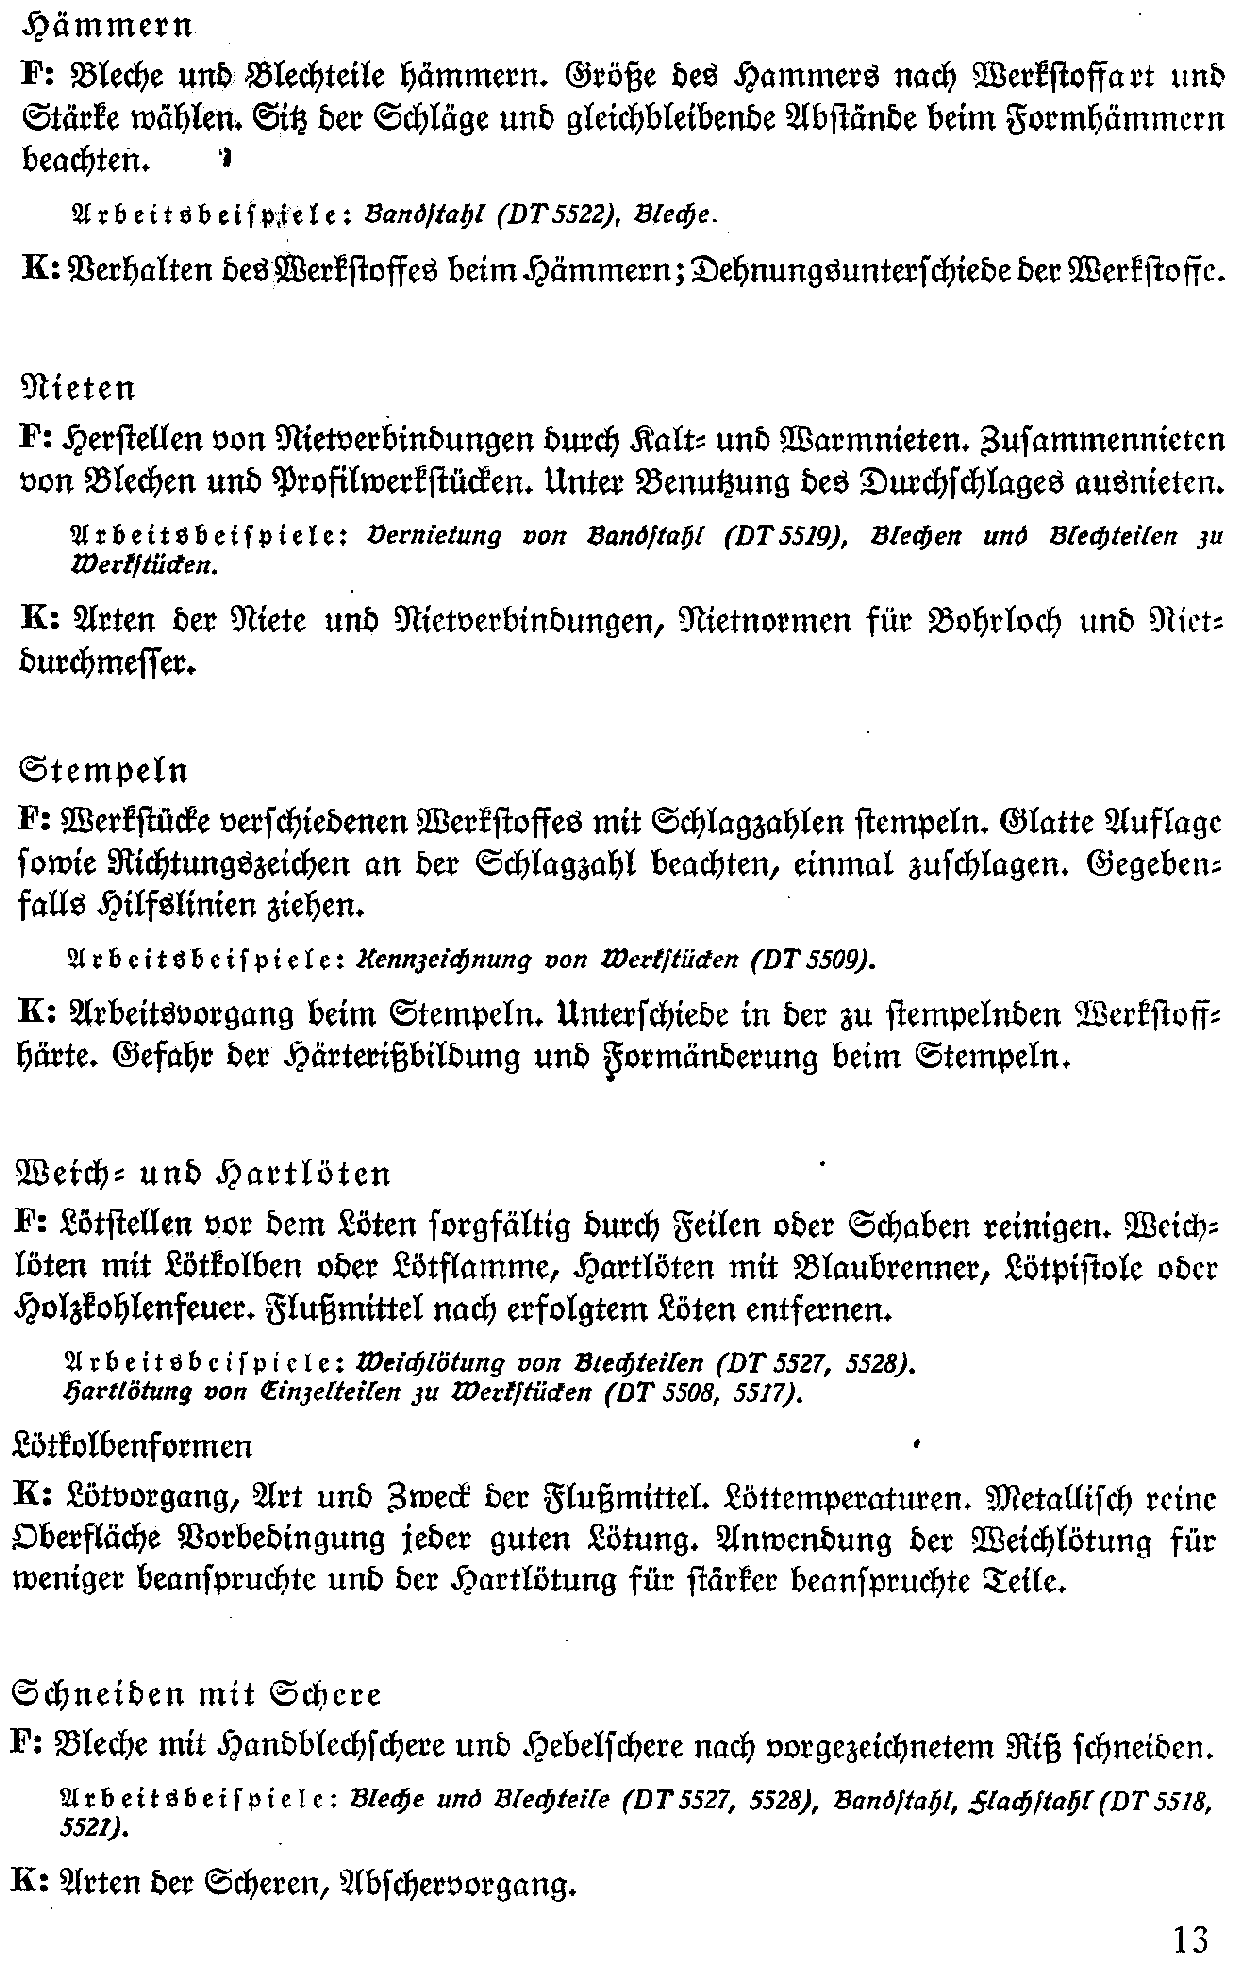 Hämmern
F: Bleche und Blechteile hämmern. Größe des Hammers nach Werkstoffart und
Stärke wählen. Sitz der Schläge und gleichbleibende Abstände beim Formhämmern
beachten.
Arbeitsbeispiele: Bandstahl (DT 5522), Bleche.
K: Verhalten des Werkstoffes beim Hämmern; Dehnungsunterschiede der Werkstoffe.
Nieten
F: Herstellen von Nietverbindungen durch Kalt- und Warmnieten. Zusammennieten
von Blechen und Profilwerkstücken. Unter Benutzung des Durchschlages ausnieten.
Arbeitsbeispiele: Vernietung von Bandstahl (DT 5519), Blechen und Blechteilen zu
Werkstücken.
K: Arten der Niete und Nietverbindungen, Nietnormen für Bohrloch und Niet-
durchmesser.
Stempeln
F: Werkstücke verschiedenen Werkstoffes mit Schlagzahlen stempeln. Glatte Auflage
sowie Richtungszeichen an der Schlagzahl beachten, einmal zuschlagen. Gegeben-
falls Hilfslinien ziehen.
Arbeitsbeispiele: Kennzeichnung von Werkstücken (DT 5509).
K: Arbeitsvorgang beim Stempeln. Unterschiede in der zu stempelnden Werkstoff-
härte. Gefahr der Härterißbildung und Formänderung beim Stempeln.
Weich- und Hartlöten
F: Lötstellen vor dem Löten sorgfältig durch Feilen oder Schaben reinigen. Weich-
löten mit Lötkolben oder Lötflamme, Hartlöten mit Blaubrenner, Lötpistole oder
Holzkohlenfeuer. Flußmittel nach erfolgtem Löten entfernen.
Arbeitsbeispiele: Weichlötung von Blechteilen (DT 5527, 5528).
Hartlötung von Einzelteilen zu Werkstücken (DT 5508, 5517).
Lötkolbenformen
K: Lötvorgang, Art und Zweck der Flußmittel. Löttemperaturen. Metallisch reine
Oberfläche Vorbedingung jeder guten Lötung. Anwendung der Weichlötung für
weniger beanspruchte und der Hartlötung für stärker beanspruchte Teile.
Schneiden mit Schere
F: Bleche mit Handblechschere und Hebelschere nach vorgezeichnetem Riß schneiden.
Arbeitsbeispiele: Bleche und Blechteile (DT 5527, 5528), Bandstahl, Flachstahl (DT 5518,
5521).
K: Arten der Scheren, Abschervorgang.
13